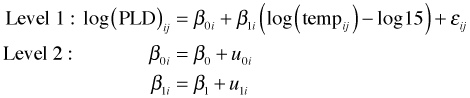 Level 1 : log(PLD)ᵢⱼ = β₀ᵢ + β₁ᵢ(log(tempᵢⱼ) − log15) + εᵢⱼ
Level 2 : β₀ᵢ = β₀ + u₀ᵢ
β₁ᵢ = β₁ + u₁ᵢ